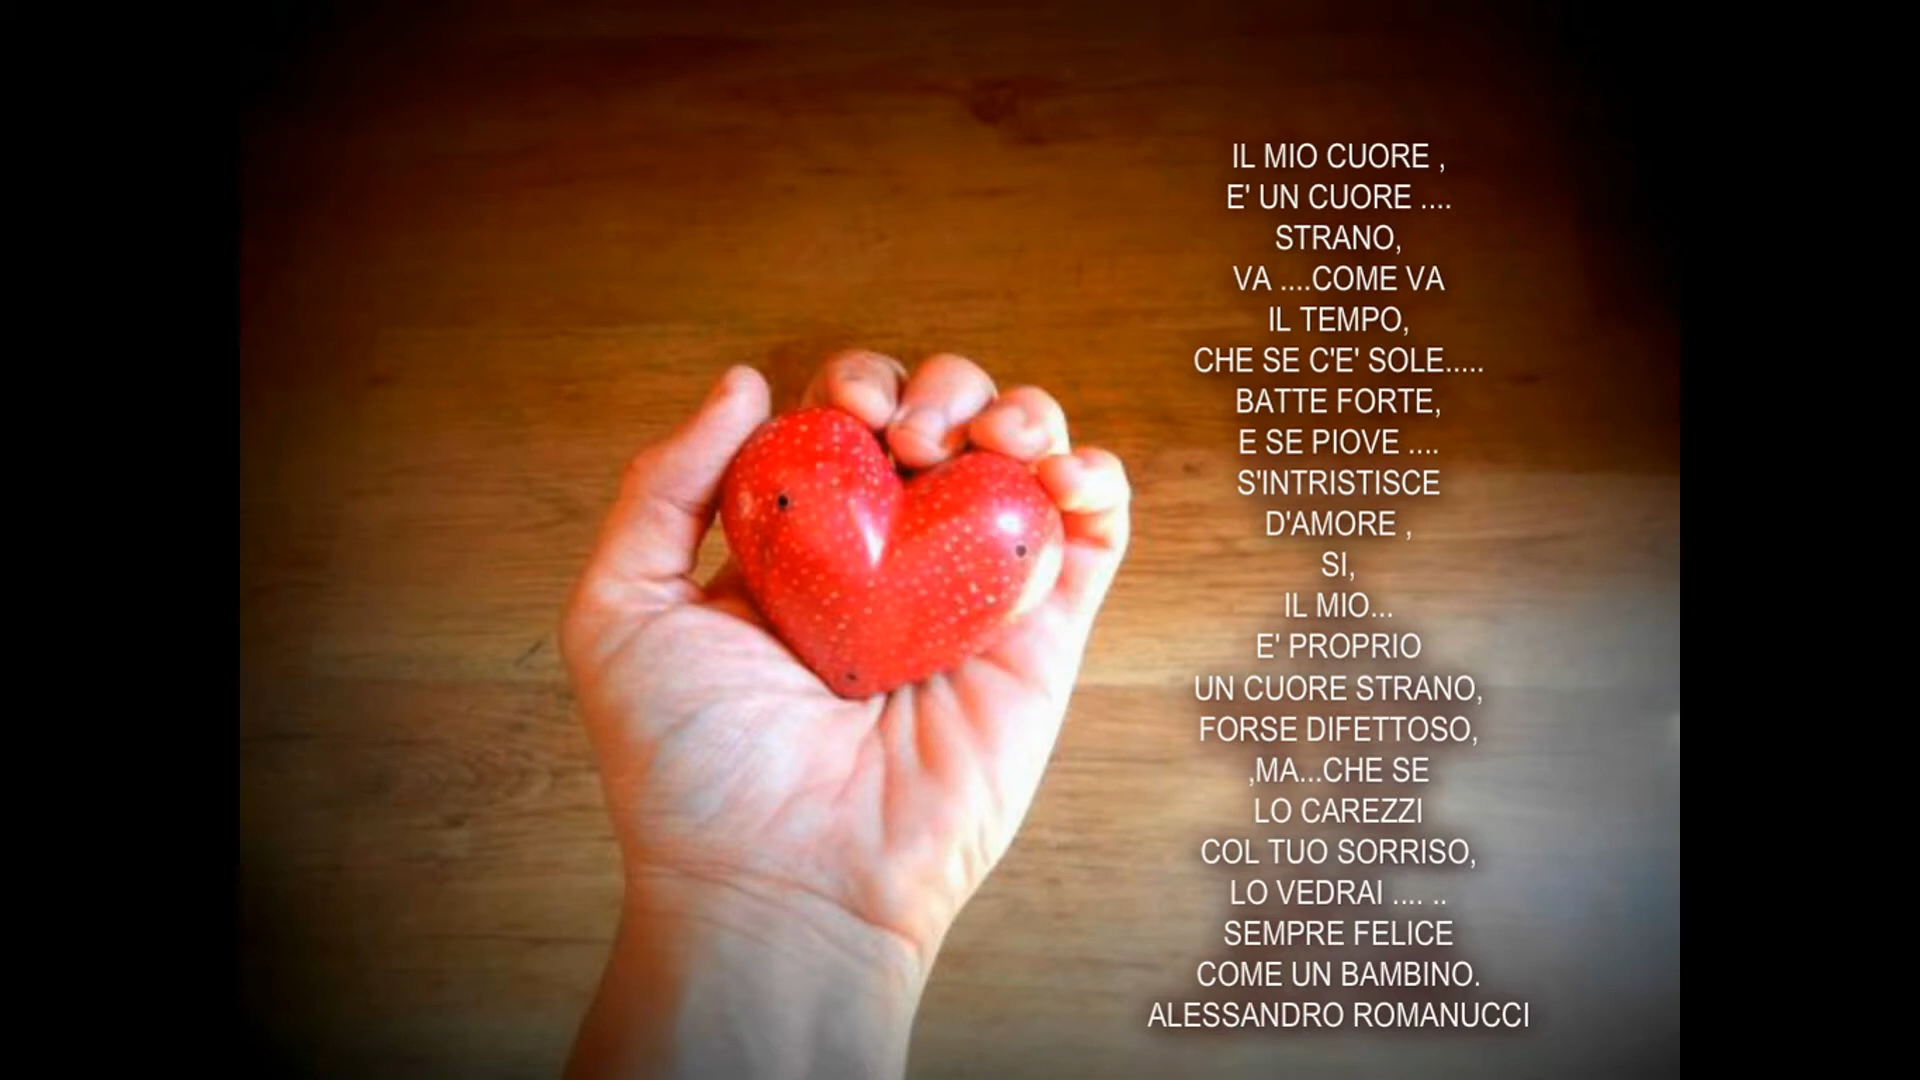 IL MIO CUORE ,
E' UN CUORE ....
STRANO,
VA ....COME VA
IL TEMPO,
CHE SE C'E' SOLE.....
BATTE FORTE,
E SE PIOVE ....
S'INTRISTISCE
D'AMORE ,
SI,
IL MIO...
E' PROPRIO
UN CUORE STRANO,
FORSE DIFETTOSO,
,MA...CHE SE
LO CAREZZI
COL TUO SORRISO,
LO VEDRAI .... ..
SEMPRE FELICE
COME UN BAMBINO.
ALESSANDRO ROMANUCCI